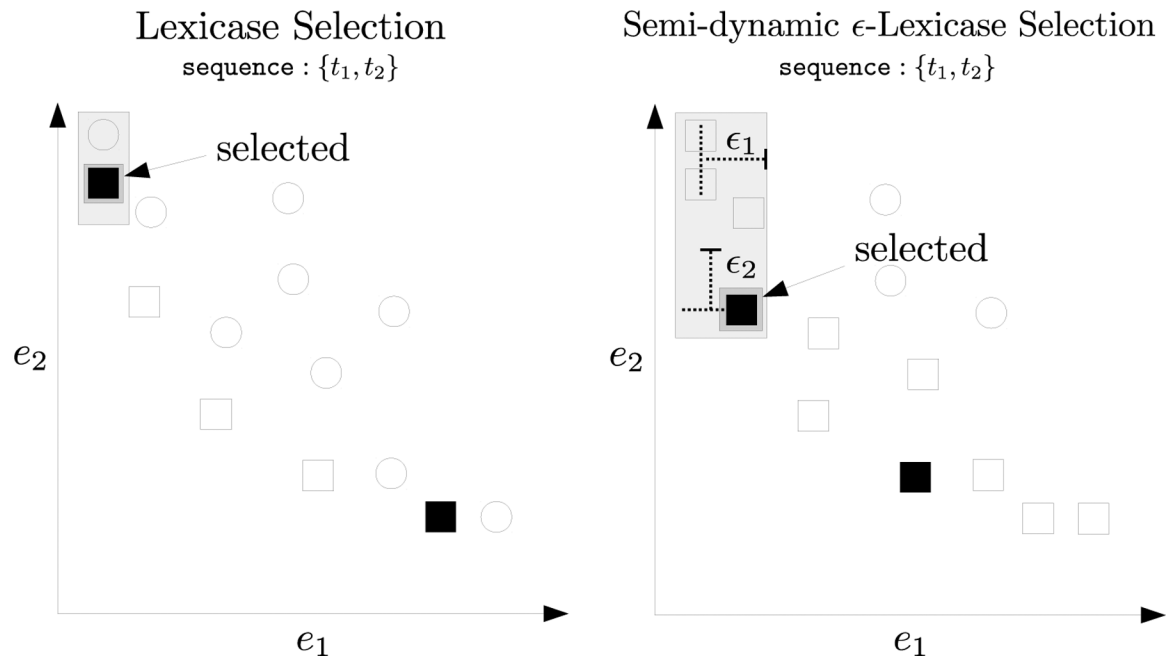 Lexicase Selection
sequence : {t₁, t₂}
selected
e₂
e₁
Semi-dynamic ϵ-Lexicase Selection
sequence : {t₁, t₂}
ϵ₁
selected
ϵ₂
e₂
e₁